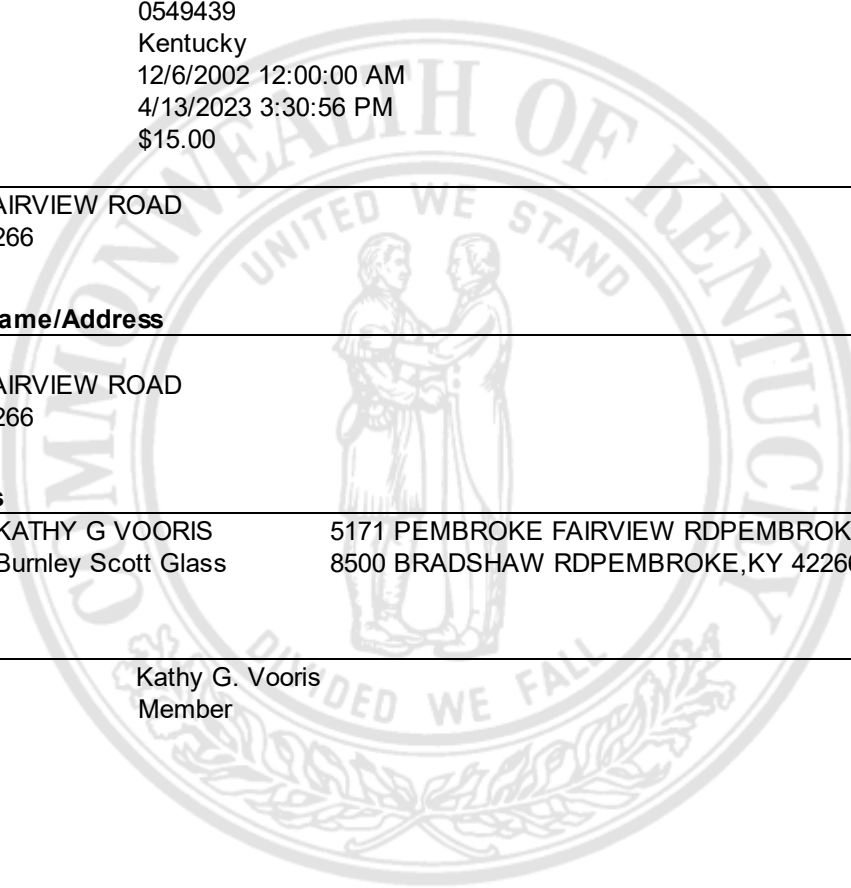 0549439
Kentucky
12/6/2002 12:00:00 AM
4/13/2023 3:30:56 PM
$15.00
AIRVIEW ROAD
266
ame/Address
AIRVIEW ROAD
266
s
KATHY G VOORIS 5171 PEMBROKE FAIRVIEW RDPEMBROK
Burnley Scott Glass 8500 BRADSHAW RDPEMBROKE,KY 42266
Kathy G. Vooris
Member
COMMONWEALTH OF KENTUCKY
UNITED WE STAND
DIVIDED WE FALL